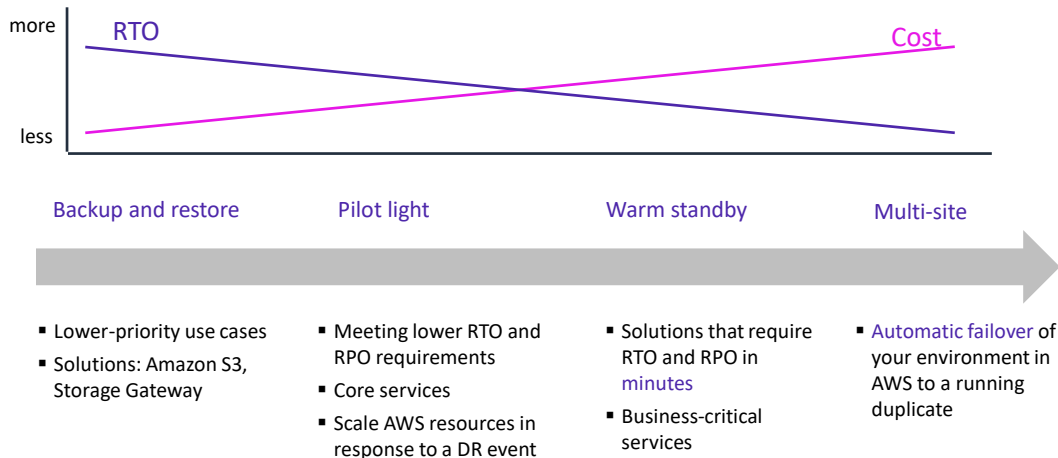 more
RTO
Cost
less
Backup and restore
Pilot light
Warm standby
Multi-site
▪ Lower-priority use cases
▪ Solutions: Amazon S3,
Storage Gateway
▪ Meeting lower RTO and
RPO requirements
▪ Core services
▪ Scale AWS resources in
response to a DR event
▪ Solutions that require
RTO and RPO in
minutes
▪ Business-critical
services
▪ Automatic failover of
your environment in
AWS to a running
duplicate